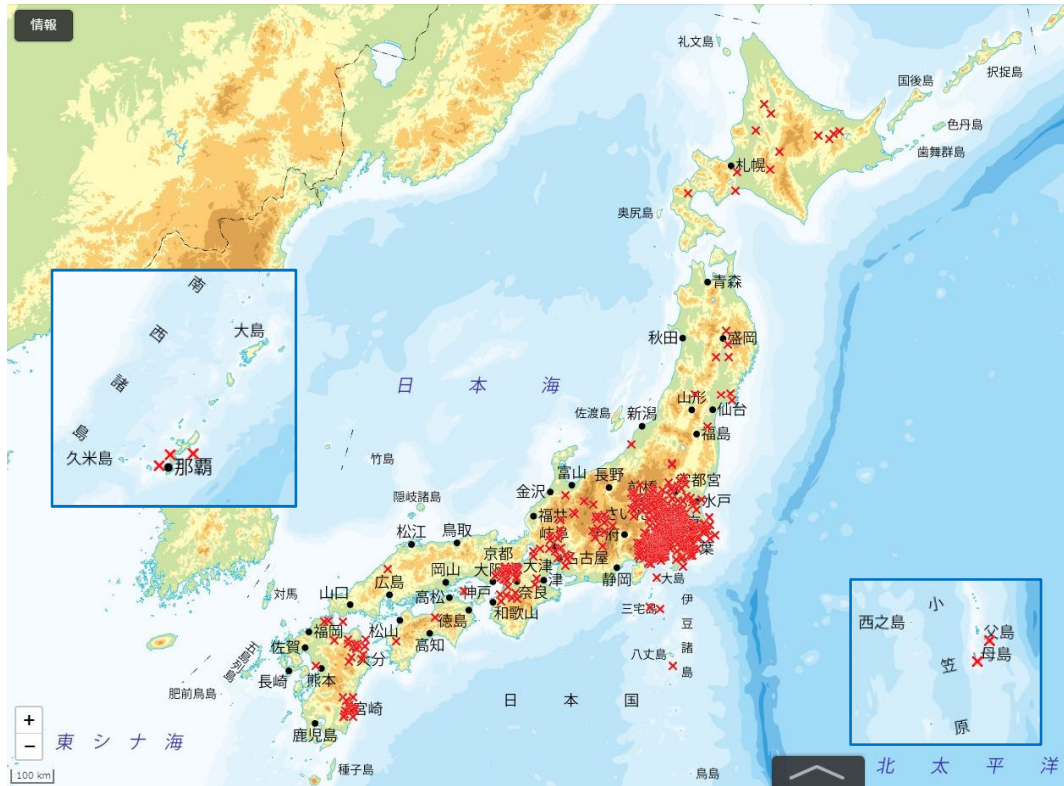 情報
礼文島
択捉島
国後島
色丹島
歯舞群島
札幌
奥尻島
青森
南
西
諸
島
大島
久米島
那覇
秋田
盛岡
日本海
山形
仙台
佐渡島
新潟
福島
竹島
富山
長野
宇都宮
金沢
水戸
隠岐諸島
福井
松江
鳥取
岐阜
京都
名古屋
大津
岡山
大阪
静岡
大島
対馬
広島
奈良
津
神戸
山口
高松
和歌山
三宅島
伊
豆
諸
島
徳島
福岡
松山
高知
佐賀
大分
八丈島
五島列島
長崎
熊本
肥前鳥島
宮崎
日本国
鹿児島
小
笠
原
西之島
父島
母島
+
−
東シナ海
100 km
種子島
鳥島
北太平洋